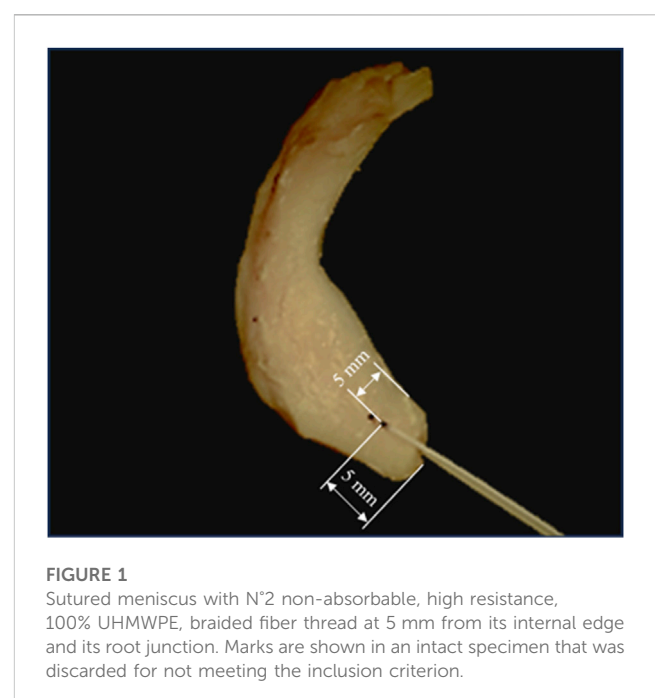 5 mm
5 mm
FIGURE 1
Sutured meniscus with N°2 non-absorbable, high resistance,
100% UHMWPE, braided fiber thread at 5 mm from its internal edge
and its root junction. Marks are shown in an intact specimen that was
discarded for not meeting the inclusion criterion.